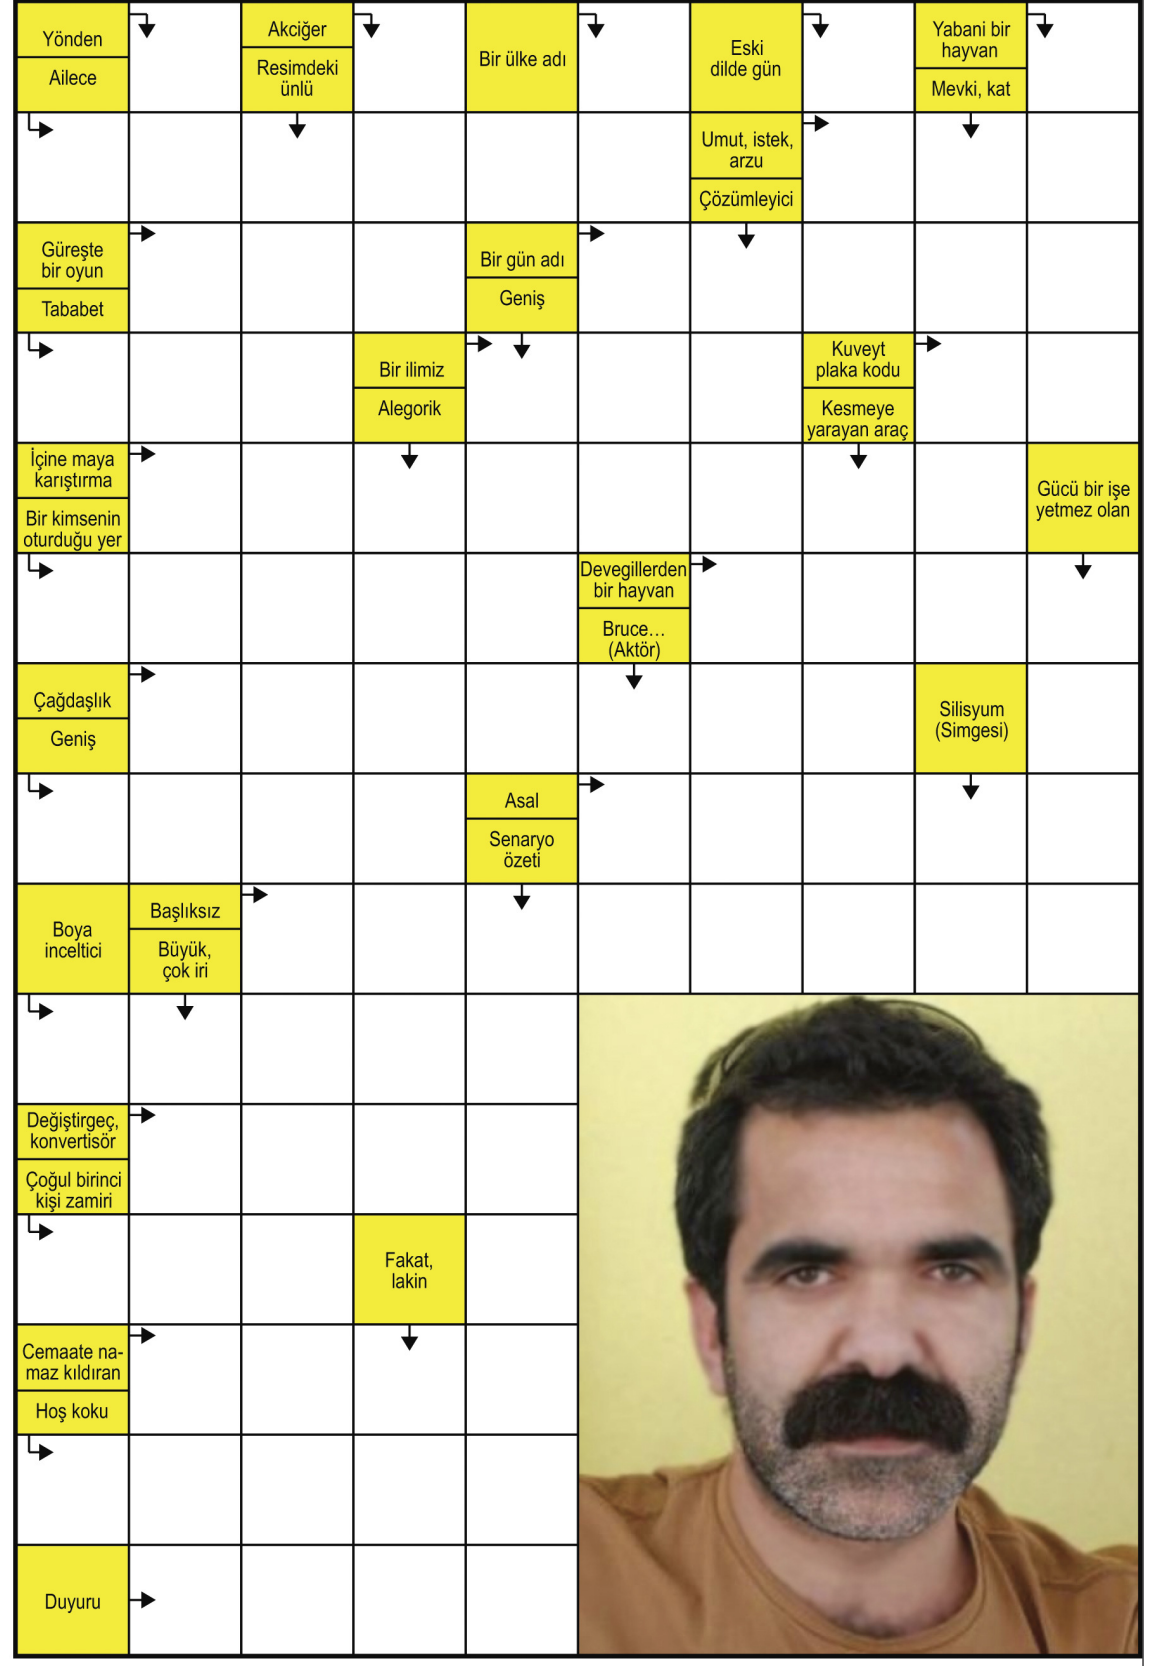 Yönden
Ailece
Akciğer
Resimdeki
ünlü
Bir ülke adı
Eski
dilde gün
Yabani bir
hayvan
Mevki, kat
Umut, istek,
arzu
Çözümleyici
Güreşte
bir oyun
Tababet
Bir gün adı
Geniş
Bir ilimiz
Alegorik
Kuveyt
plaka kodu
Kesmeye
yarayan araç
İçine maya
karıştırma
Bir kimsenin
oturduğu yer
Gücü bir işe
yetmez olan
Devegillerden
bir hayvan
Bruce...
(Aktör)
Çağdaşlık
Geniş
Silisyum
(Simgesi)
Asal
Senaryo
özeti
Boya
inceltici
Başlıksız
Büyük,
çok iri
Değiştirgeç,
konvertisör
Çoğul birinci
kişi zamiri
Fakat,
lakin
Cemaate na-
maz kıldıran
Hoş koku
Duyuru